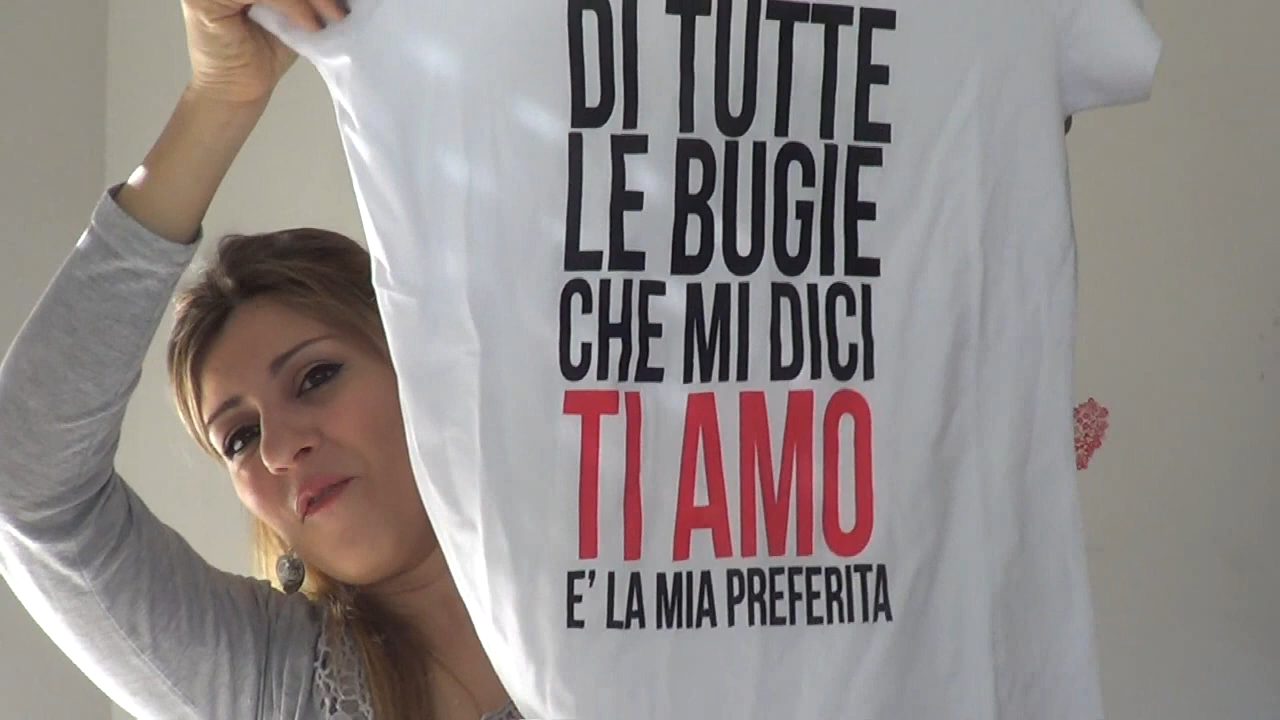 DI TUTTE
LE BUGIE
CHE MI DICI
TI AMO
E' LA MIA PREFERITA